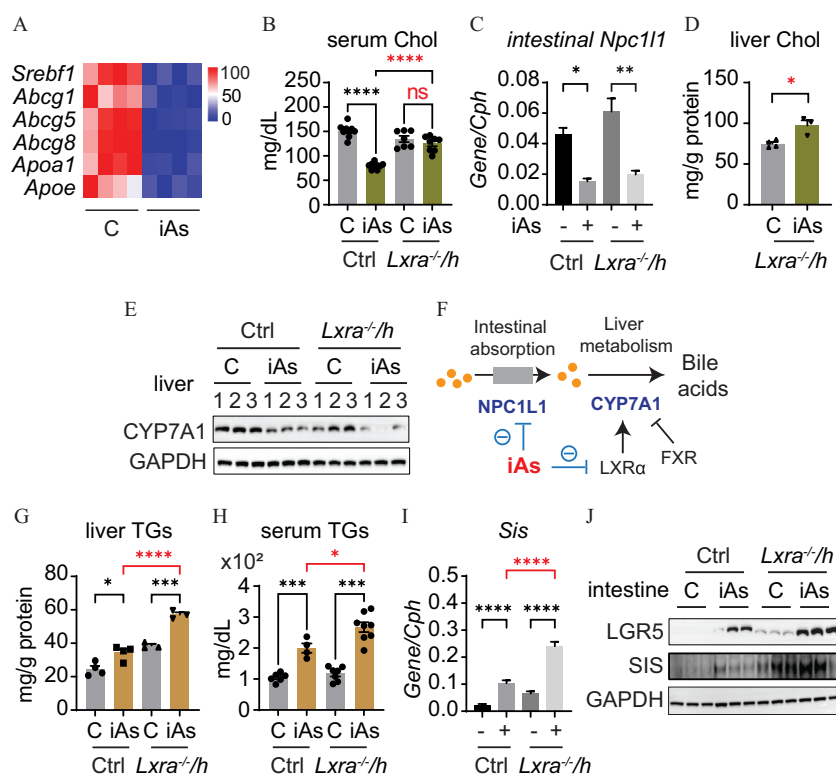 A
Srebf1
Abcg1
Abcg5
Abcg8
Apoa1
Apoe
100
50
0
C iAs
B
serum Chol
****
**** ns
mg/dL
200
150
100
50
0
C iAs C iAs
Ctrl Lxra-/-/h
C
intestinal Npc1l1
* **
Gene/Cph
0.08
0.06
0.04
0.02
0.00
iAs - + - +
Ctrl Lxra-/-/h
D
liver Chol
*
mg/g protein
150
100
50
0
C iAs
Lxra-/-/h
E
Ctrl Lxra-/-/h
C iAs C iAs
liver
1 2 3 1 2 3 1 2 3 1 2 3
CYP7A1
GAPDH
F
Intestinal absorption
Liver metabolism
Bile acids
NPC1L1 CYP7A1
iAs
LXRα
FXR
G
liver TGs
****
* ***
mg/g protein
80
60
40
20
0
C iAs C iAs
Ctrl Lxra-/-/h
H
serum TGs
x10²
*
*** ***
mg/dL
4
3
2
1
0
C iAs C iAs
Ctrl Lxra-/-/h
I
Sis
****
**** ****
Gene/Cph
0.4
0.3
0.2
0.1
0.0
- + - +
Ctrl Lxra-/-/h
J
Ctrl Lxra-/-/h
intestine C iAs C iAs
LGR5
SIS
GAPDH